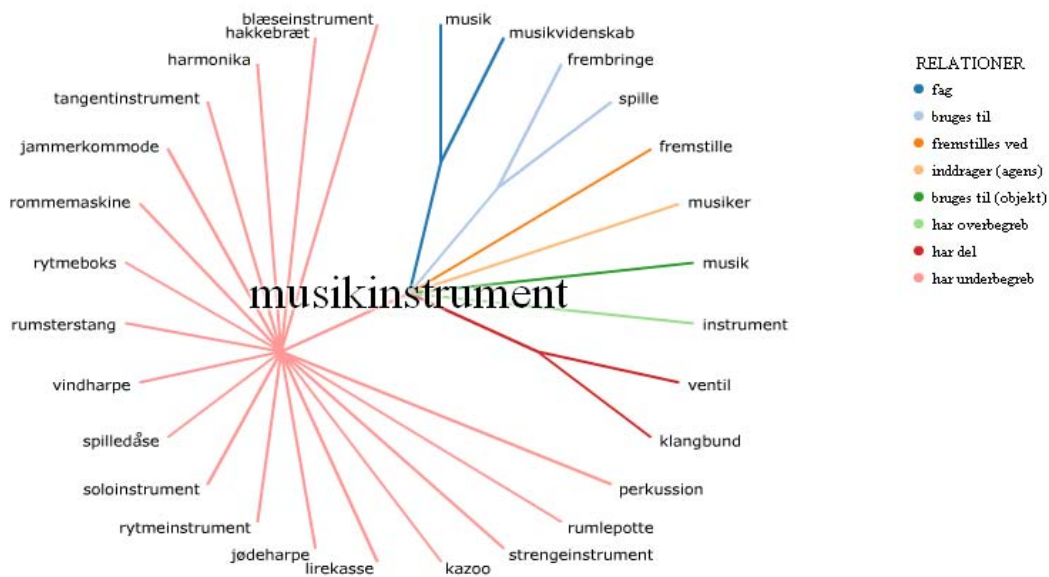 blæseinstrument
musik
hakkebræt
musikvidenskab
harmonika
frembringe
tangentinstrument
spille
jammerkommode
fremstille
rommemaskine
musiker
rytmeboks
musik
musikinstrument
rumsterstang
instrument
vindharpe
ventil
spilledåse
klangbund
soloinstrument
perkussion
rytmeinstrument
rumlepotte
jødeharpe
strengeinstrument
lirekasse
kazoo
RELATIONER
fag
bruges til
fremstilles ved
inddrager (agens)
bruges til (objekt)
har overbegreb
har del
har underbegreb